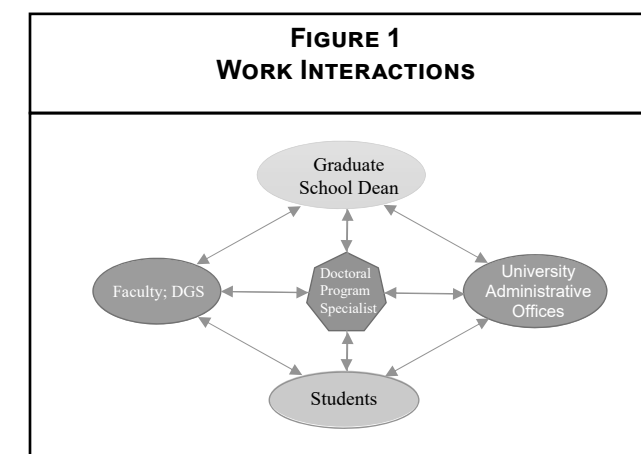 FIGURE 1
WORK INTERACTIONS
Graduate
School Dean
Faculty; DGS
Doctoral
Program
Specialist
University
Administrative
Offices
Students